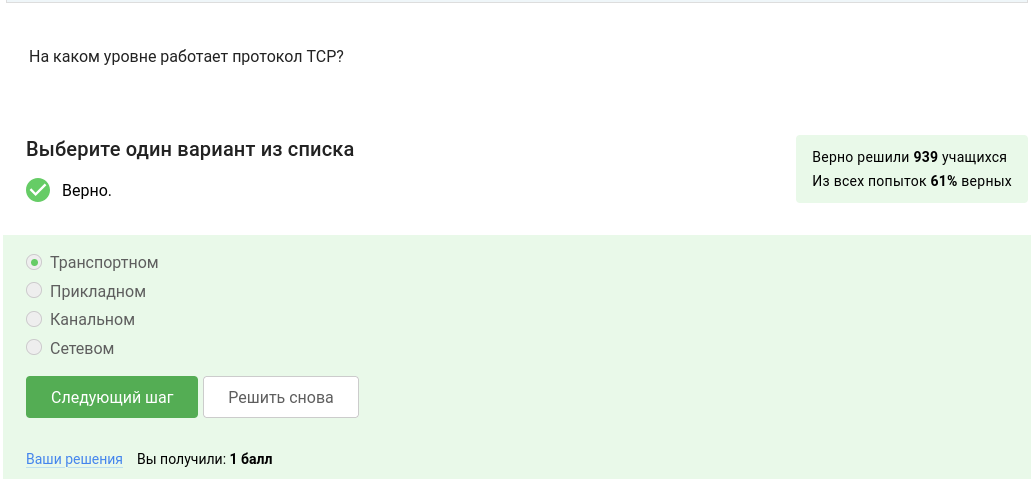 На каком уровне работает протокол TCP?
Выберите один вариант из списка
Верно.
Верно решили 939 учащихся
Из всех попыток 61% верных
Транспортном
Прикладном
Канальном
Сетевом
Следующий шаг
Решить снова
Ваши решения Вы получили: 1 балл